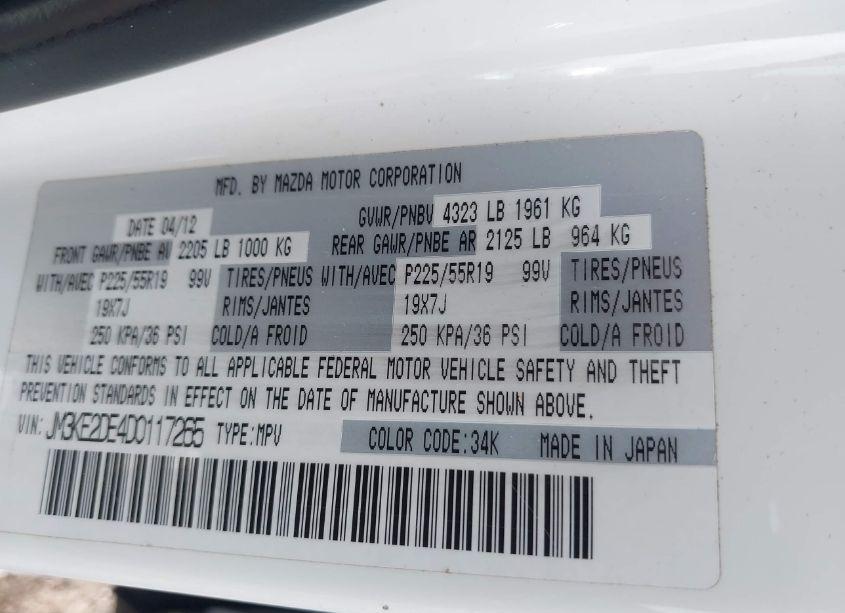 MFD. BY MAZDA MOTOR CORPORATION
DATE 04/12 GVWR/PNBV 4323 LB 1961 KG
FRONT GAWR/PNBE AV 2205 LB 1000 KG REAR GAWR/PNBE AR 2125 LB 964 KG
WITH/AVEC P225/55R19 99V TIRES/PNEUS WITH/AVEC P225/55R19 99V TIRES/PNEUS
19X7J RIMS/JANTES 19X7J RIMS/JANTES
250 KPA/36 PSI COLD/A FROID 250 KPA/36 PSI COLD/A FROID
THIS VEHICLE CONFORMS TO ALL APPLICABLE FEDERAL MOTOR VEHICLE SAFETY AND THEFT
PREVENTION STANDARDS IN EFFECT ON THE DATE OF MANUFACTURE SHOWN ABOVE.
VIN: JM3KE2DE4D0117265 TYPE:MPV COLOR CODE:34K MADE IN JAPAN